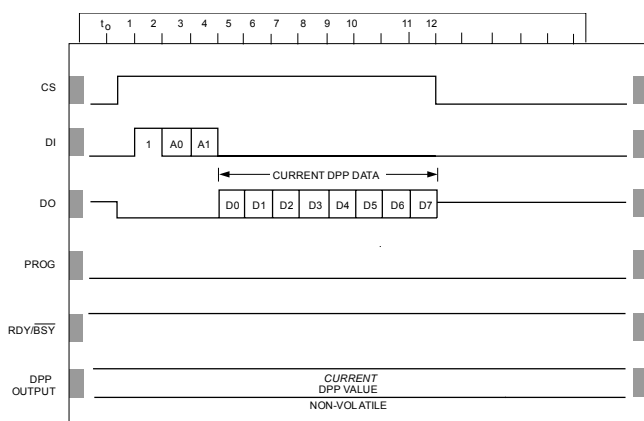 to 1 2 3 4 5 6 7 8 9 10 11 12
CS
DI
1 A0 A1
CURRENT DPP DATA
DO
D0 D1 D2 D3 D4 D5 D6 D7
PROG
RDY/BSY
DPP
OUTPUT
CURRENT
DPP VALUE
NON-VOLATILE